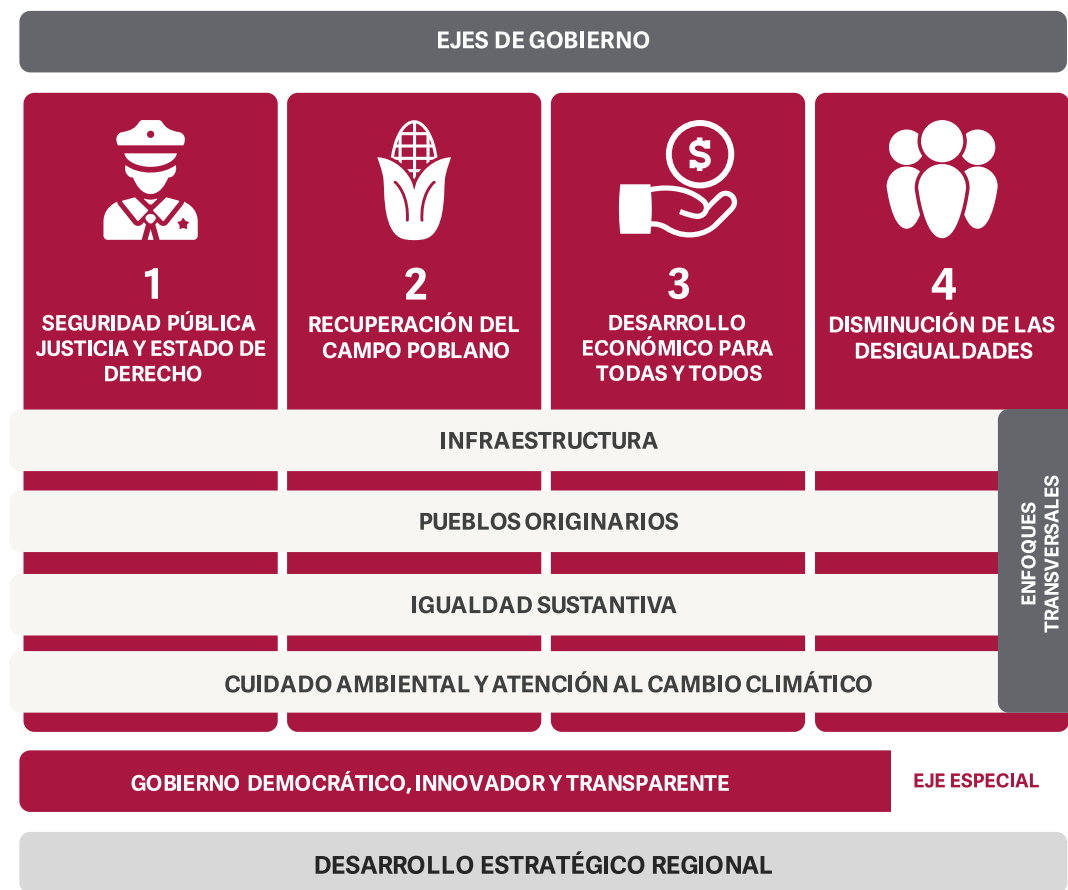 EJES DE GOBIERNO
$
1
SEGURIDAD PÚBLICA
JUSTICIA Y ESTADO DE
DERECHO
2
RECUPERACIÓN DEL
CAMPO POBLANO
3
DESARROLLO
ECONÓMICO PARA
TODAS Y TODOS
4
DISMINUCIÓN DE LAS
DESIGUALDADES
INFRAESTRUCTURA
PUEBLOS ORIGINARIOS
IGUALDAD SUSTANTIVA
CUIDADO AMBIENTAL Y ATENCIÓN AL CAMBIO CLIMÁTICO
ENFOQUES
TRANSVERSALES
GOBIERNO DEMOCRÁTICO, INNOVADOR Y TRANSPARENTE
EJE ESPECIAL
DESARROLLO ESTRATÉGICO REGIONAL